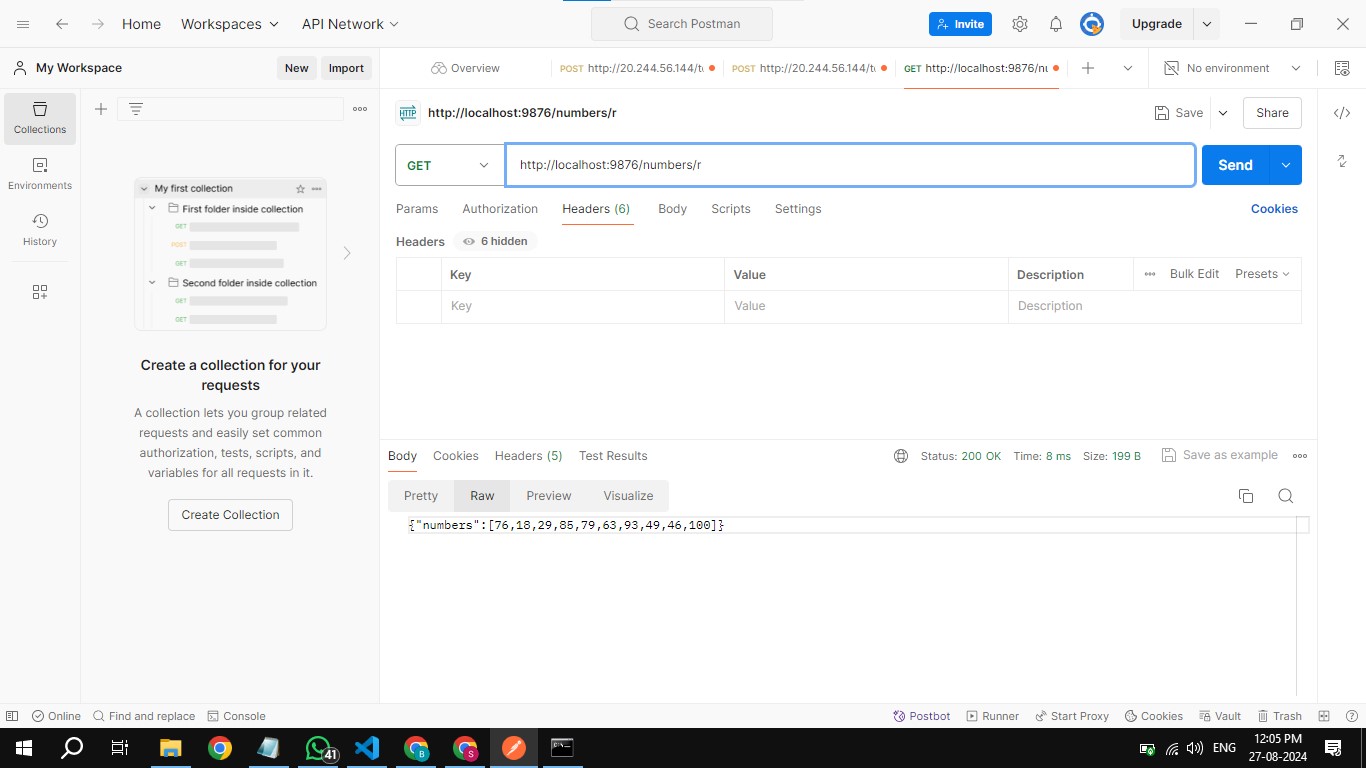 Home Workspaces API Network Search Postman Invite Upgrade
My Workspace New Import Overview POST http://20.244.56.144/t POST http://20.244.56.144/t GET http://localhost:9876/nu No environment
Collections
Environments
History
My first collection
First folder inside collection
GET
POST
GET
Second folder inside collection
GET
GET
Create a collection for your
requests
A collection lets you group related
requests and easily set common
authorization, tests, scripts, and
variables for all requests in it.
Create Collection
HTTP http://localhost:9876/numbers/r Save Share
GET http://localhost:9876/numbers/r Send
Params Authorization Headers (6) Body Scripts Settings Cookies
Headers 6 hidden
Key Value Description Bulk Edit Presets
Key Value Description
Body Cookies Headers (5) Test Results Status: 200 OK Time: 8 ms Size: 199 B Save as example
Pretty Raw Preview Visualize
{"numbers":[76,18,29,85,79,63,93,49,46,100]}
Online Find and replace Console Postbot Runner Start Proxy Cookies Vault Trash
41 B S ENG 12:05 PM
27-08-2024